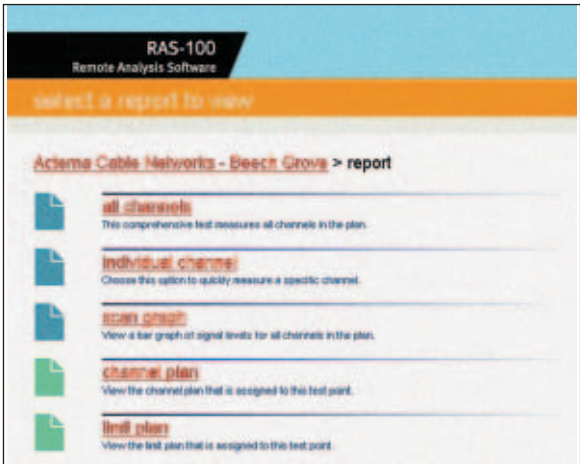 RAS-100
Remote Analysis Software
select a report to view
Acterna Cable Networks - Beech Grove > report
all channels
This comprehensive test measures all channels in the plan.
individual channel
Choose this option to quickly measure a specific channel.
scan graph
View a bar graph of signal levels for all channels in the plan.
channel plan
View the channel plan that is assigned to this test point.
limit plan
View the limit plan that is assigned to this test point.